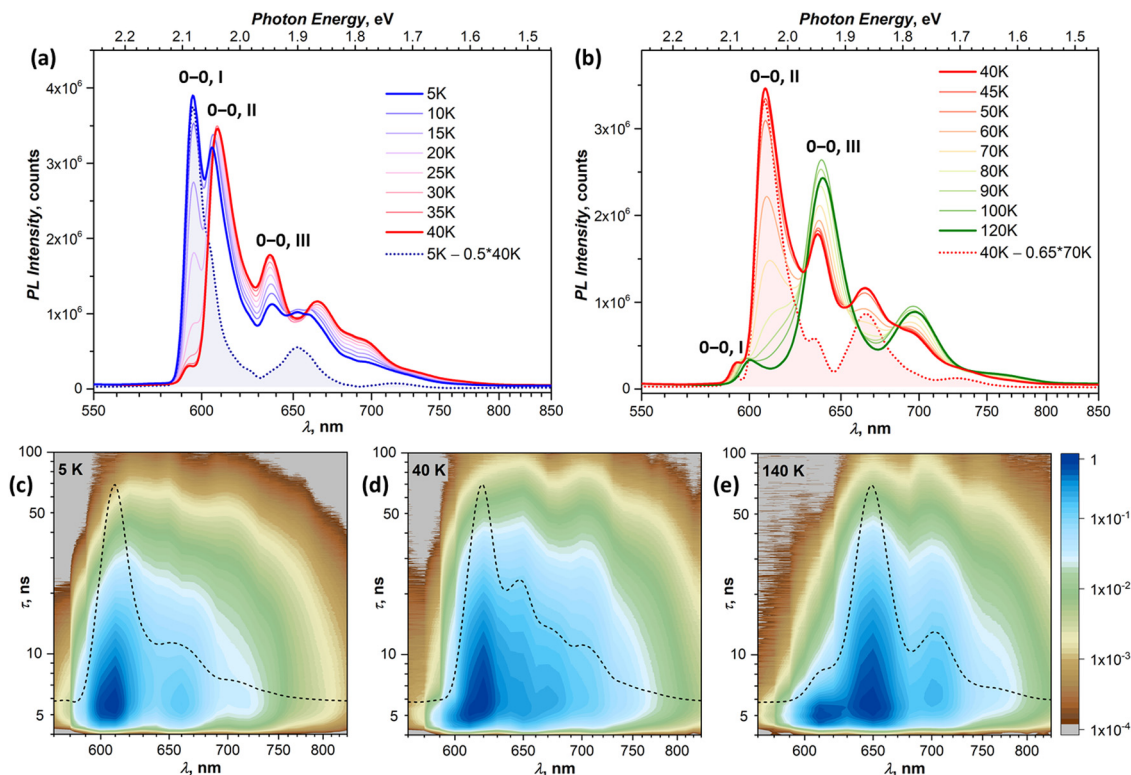 Photon Energy, eV
2.2 2.1 2.0 1.9 1.8 1.7 1.6 1.5
(a)
0–0, I
0–0, II
0–0, III
5K
10K
15K
20K
25K
30K
35K
40K
5K – 0.5*40K
PL Intensity, counts
4x10⁶
3x10⁶
2x10⁶
1x10⁶
0
550 600 650 700 750 800 850
λ, nm
Photon Energy, eV
2.2 2.1 2.0 1.9 1.8 1.7 1.6 1.5
(b)
0–0, II
0–0, III
0–0, I
40K
45K
50K
60K
70K
80K
90K
100K
120K
40K – 0.65*70K
PL Intensity, counts
3x10⁶
2x10⁶
1x10⁶
0
550 600 650 700 750 800 850
λ, nm
(c)
5 K
τ, ns
100
50
10
5
600 650 700 750 800
λ, nm
(d)
40 K
τ, ns
100
50
10
5
600 650 700 750 800
λ, nm
(e)
140 K
τ, ns
100
50
10
5
600 650 700 750 800
λ, nm
1
1x10⁻¹
1x10⁻²
1x10⁻³
1x10⁻⁴